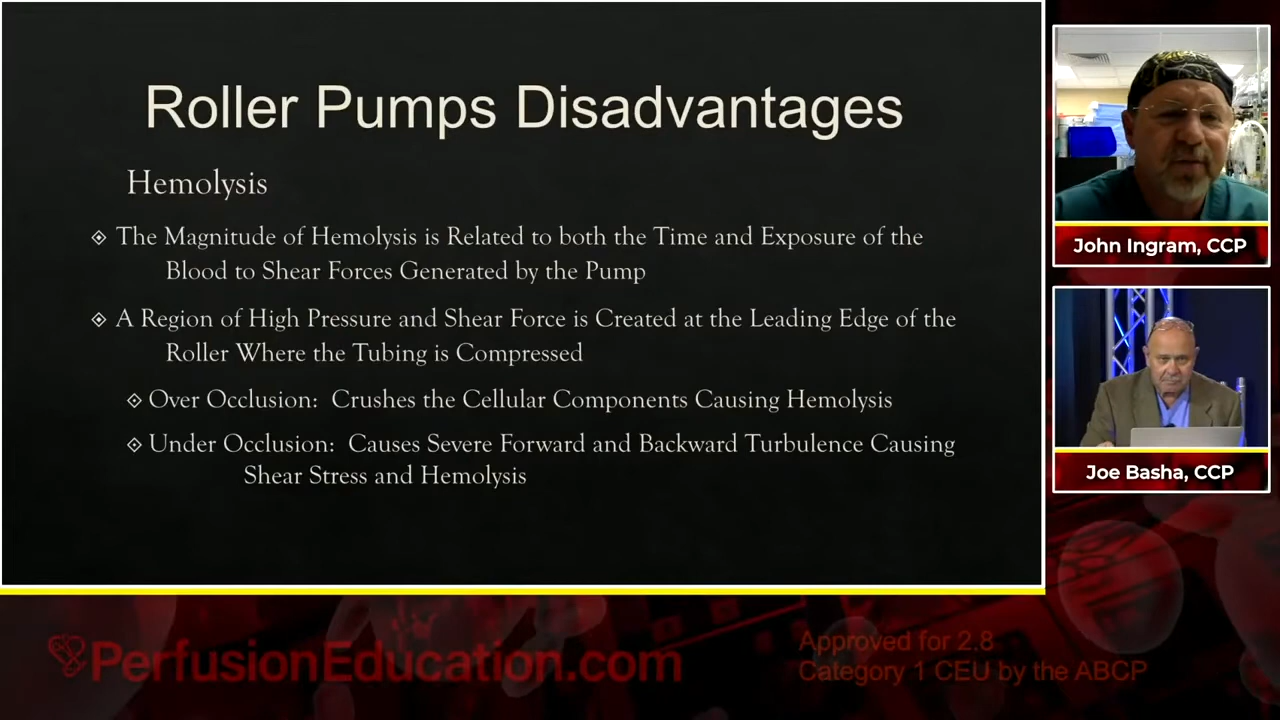 Roller Pumps Disadvantages
Hemolysis
The Magnitude of Hemolysis is Related to both the Time and Exposure of the
Blood to Shear Forces Generated by the Pump
A Region of High Pressure and Shear Force is Created at the Leading Edge of the
Roller Where the Tubing is Compressed
Over Occlusion: Crushes the Cellular Components Causing Hemolysis
Under Occlusion: Causes Severe Forward and Backward Turbulence Causing
Shear Stress and Hemolysis
John Ingram, CCP
Joe Basha, CCP
PerfusionEducation.com
Approved for 2.8
Category 1 CEU by the ABCP